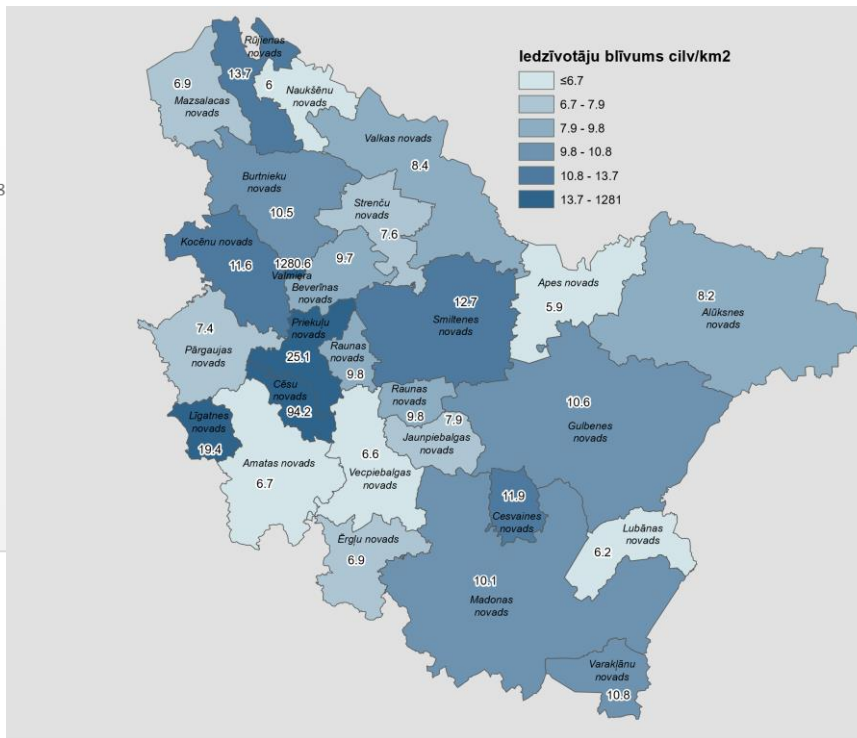 Iedzīvotāju blīvums cilv/km2
≤6.7
6.7 - 7.9
7.9 - 9.8
9.8 - 10.8
10.8 - 13.7
13.7 - 1281
Rūjienas
novads
13.7
6.9
Mazsalacas
novads
6
Naukšēnu
novads
Valkas novads
8.4
Burtnieku
novads
10.5
Strenču
novads
7.6
8
Kocēnu novads
11.6
1280.6
Valmiera
9.7
Beverīnas
novads
Apes novads
5.9
8.2
Alūksnes
novads
12.7
Smiltenes
novads
7.4
Pārgaujas
novads
Priekuļu
novads
25.1
Raunas
novads
9.8
Cēsu
novads
94.2
Raunas
novads
9.8
7.9
Jaunpiebalgas
novads
10.6
Gulbenes
novads
Līgatnes
novads
19.4
Amatas novads
6.7
6.6
Vecpiebalgas
novads
11.9
Cesvaines
novads
Lubānas
novads
6.2
Ērgļu novads
6.9
10.1
Madonas
novads
Varakļānu
novads
10.8